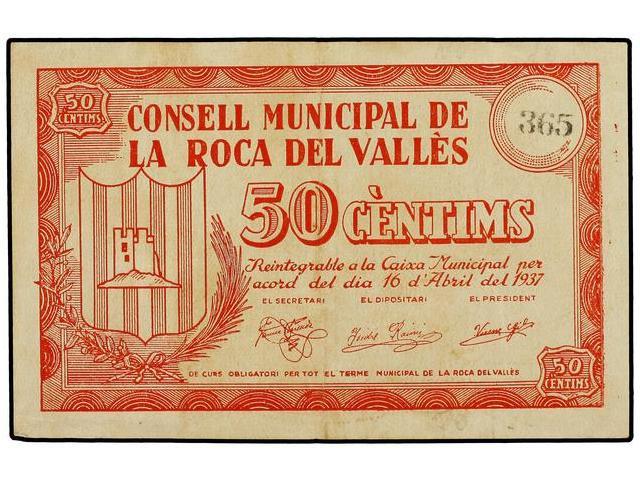 50
CENTIMS
CONSELL MUNICIPAL DE
LA ROCA DEL VALLÈS
365
50 CÈNTIMS
Reintegrable a la Caixa Municipal per
acord del dia 16 d'Abril del 1937
EL SECRETARI EL DIPOSITARI EL PRESIDENT
DE CURS OBLIGATORI PER TOT EL TERME MUNICIPAL DE LA ROCA DEL VALLÈS
50
CÈNTIMS